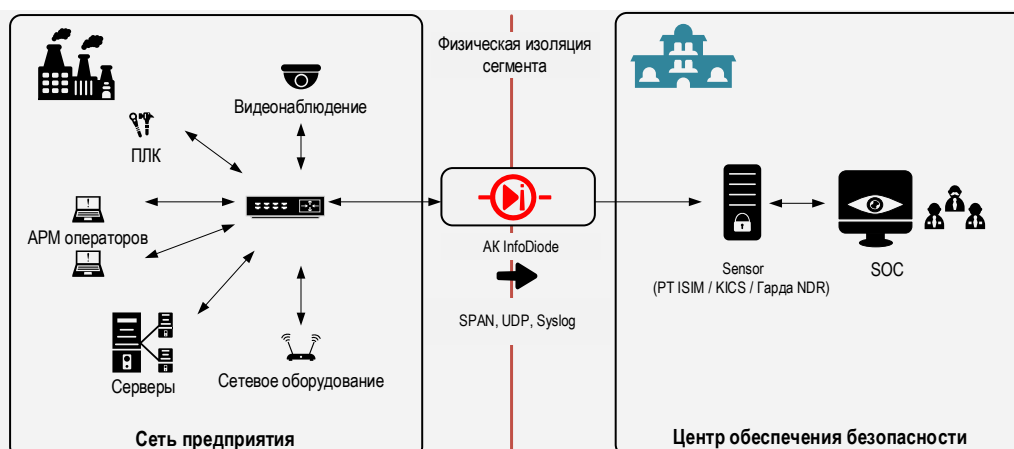 Физическая изоляция
сегмента
Видеонаблюдение
ПЛК
АРМ операторов
АК InfoDiode
Sensor
(PT ISIM / KICS / Гарда NDR)
SOC
SPAN, UDP, Syslog
Серверы
Сетевое оборудование
Сеть предприятия
Центр обеспечения безопасности